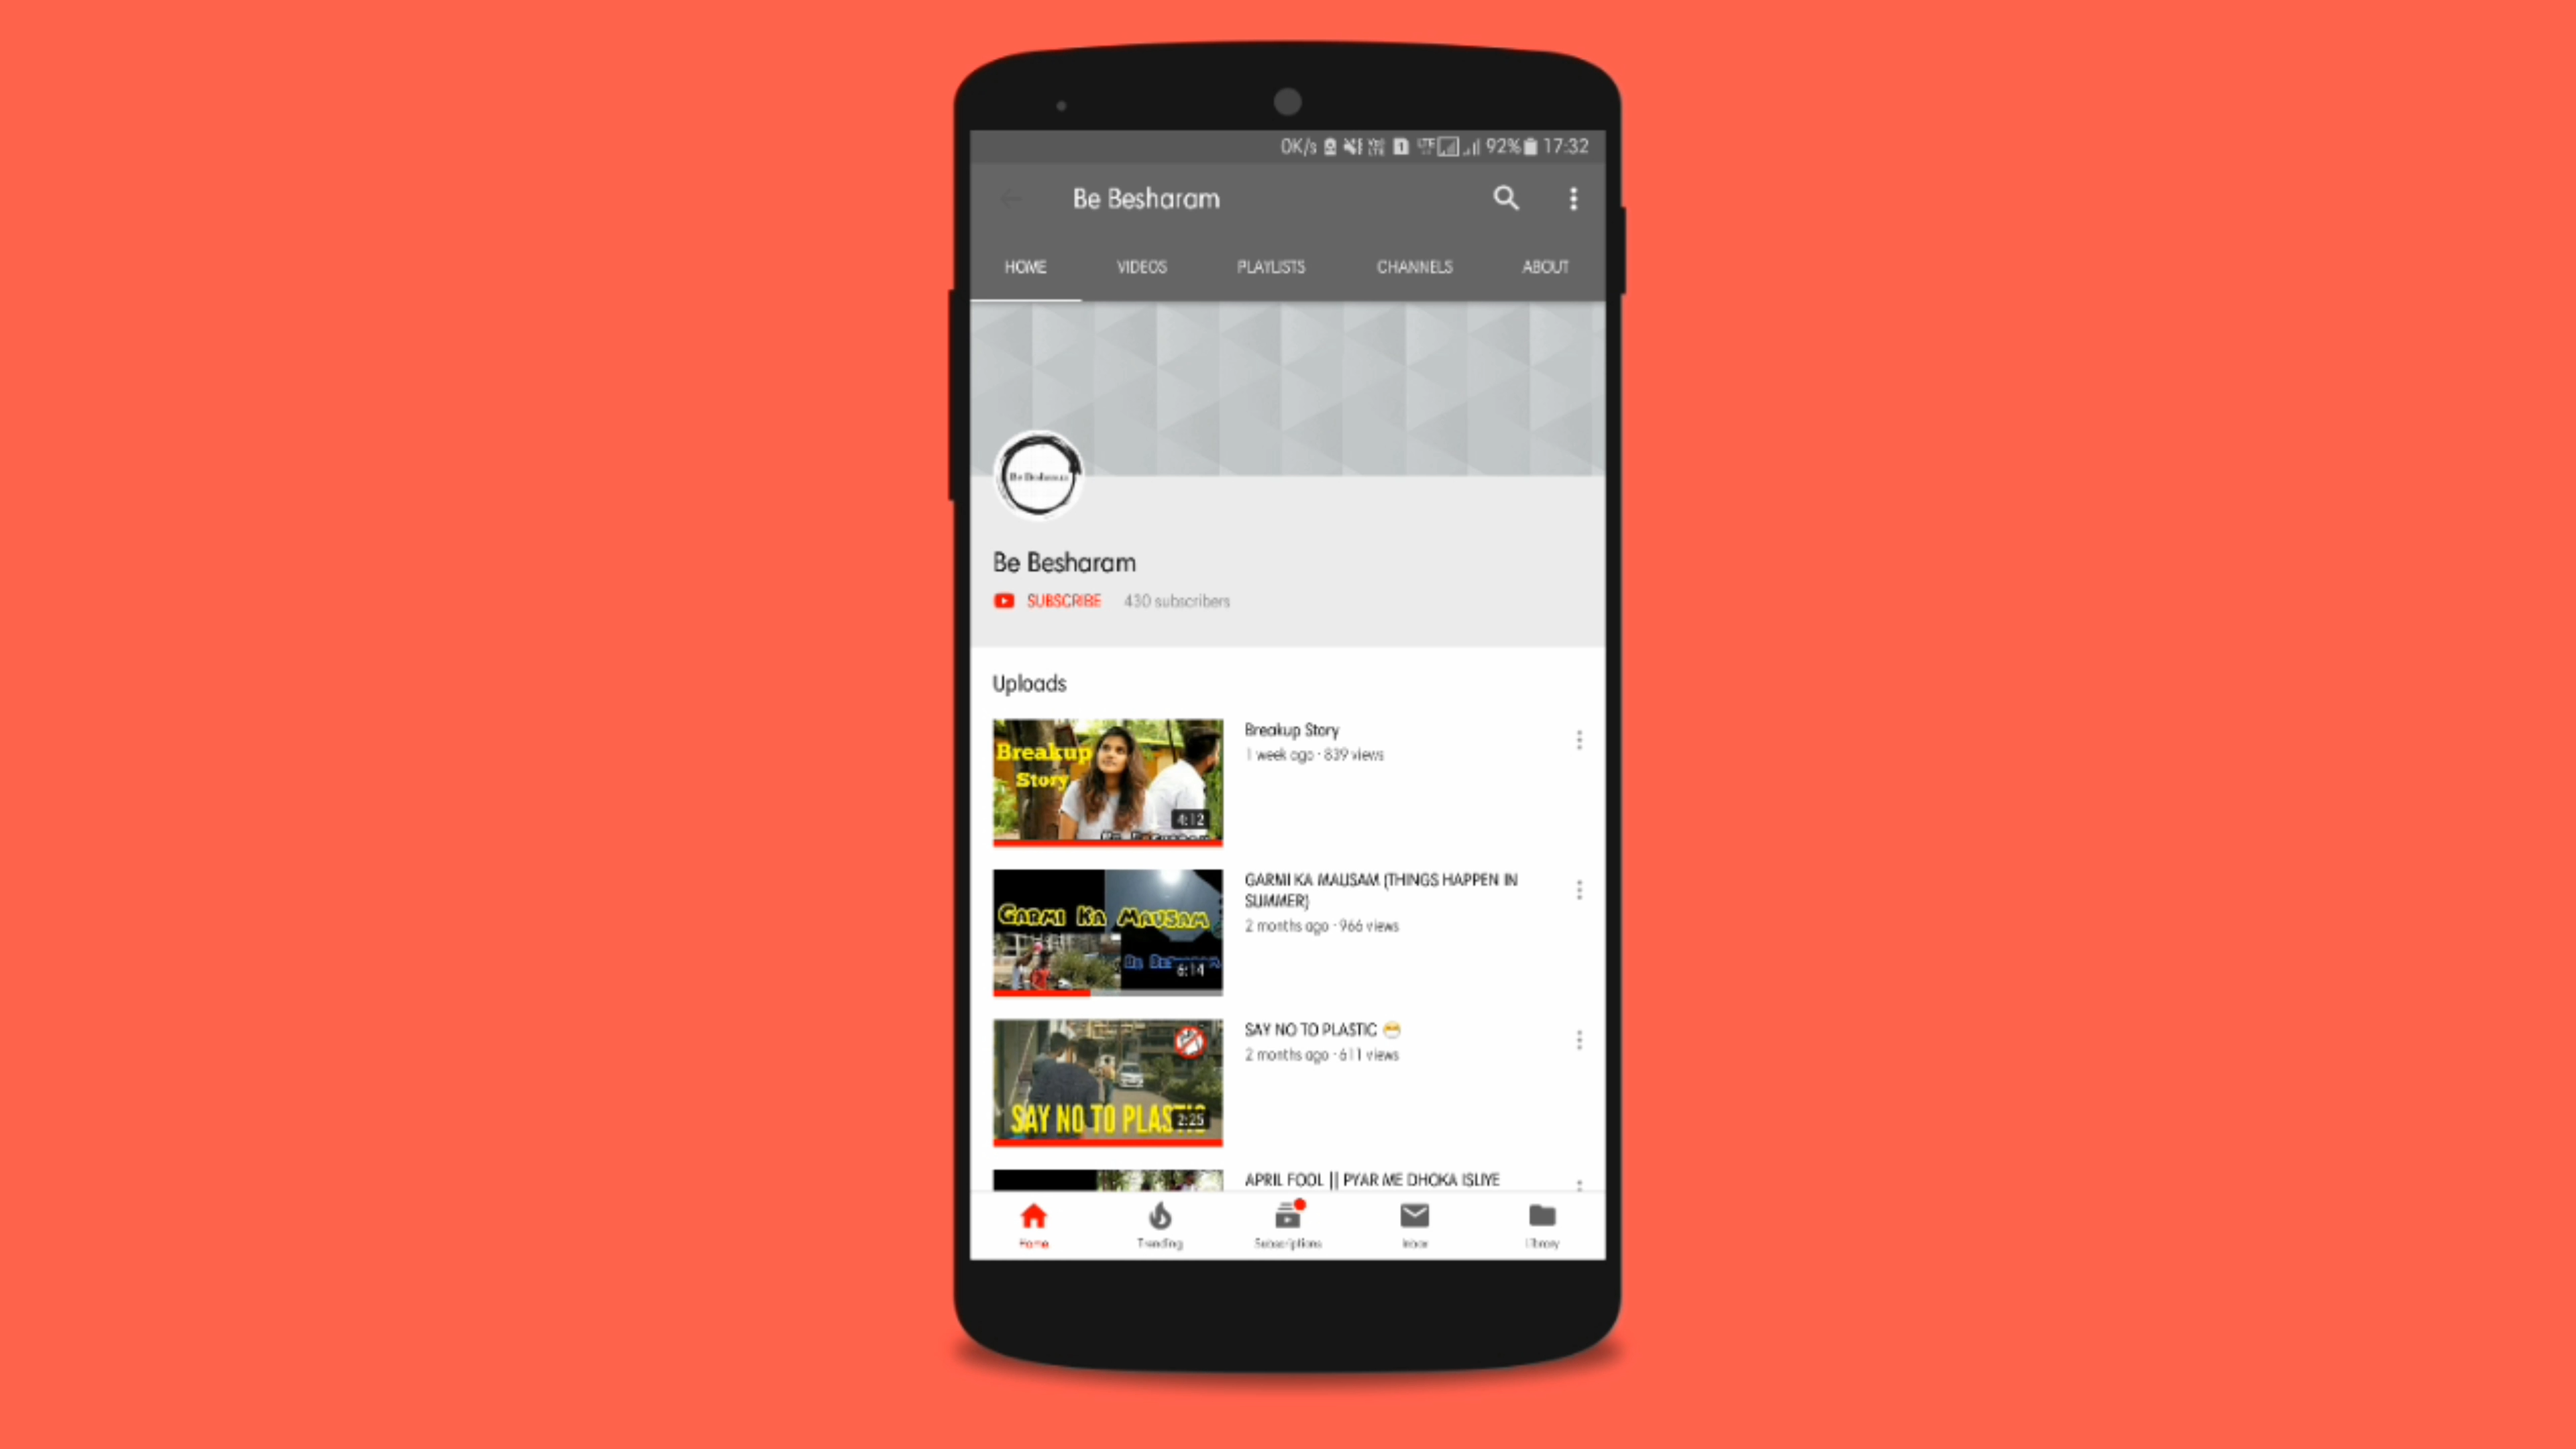 0K/s 92% 17:32
Be Besharam
HOME VIDEOS PLAYLISTS CHANNELS ABOUT
Be Besharam
Be Besharam
SUBSCRIBE 430 subscribers
Uploads
Breakup
Story
4:12
Breakup Story
1 week ago · 839 views
GARMI KA MAUSAM
6:14
GARMI KA MAUSAM (THINGS HAPPEN IN
SUMMER)
2 months ago · 966 views
SAY NO TO PLASTIC
2:25
SAY NO TO PLASTIC 😷
2 months ago · 611 views
APRIL FOOL || PYAR ME DHOKA ISLIYE
Home Trending Subscriptions Inbox Library